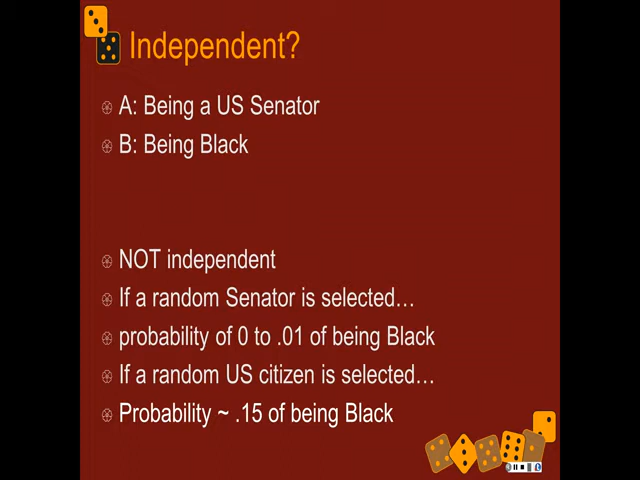 Independent?
A: Being a US Senator
B: Being Black
NOT independent
If a random Senator is selected…
probability of 0 to .01 of being Black
If a random US citizen is selected…
Probability ~ .15 of being Black